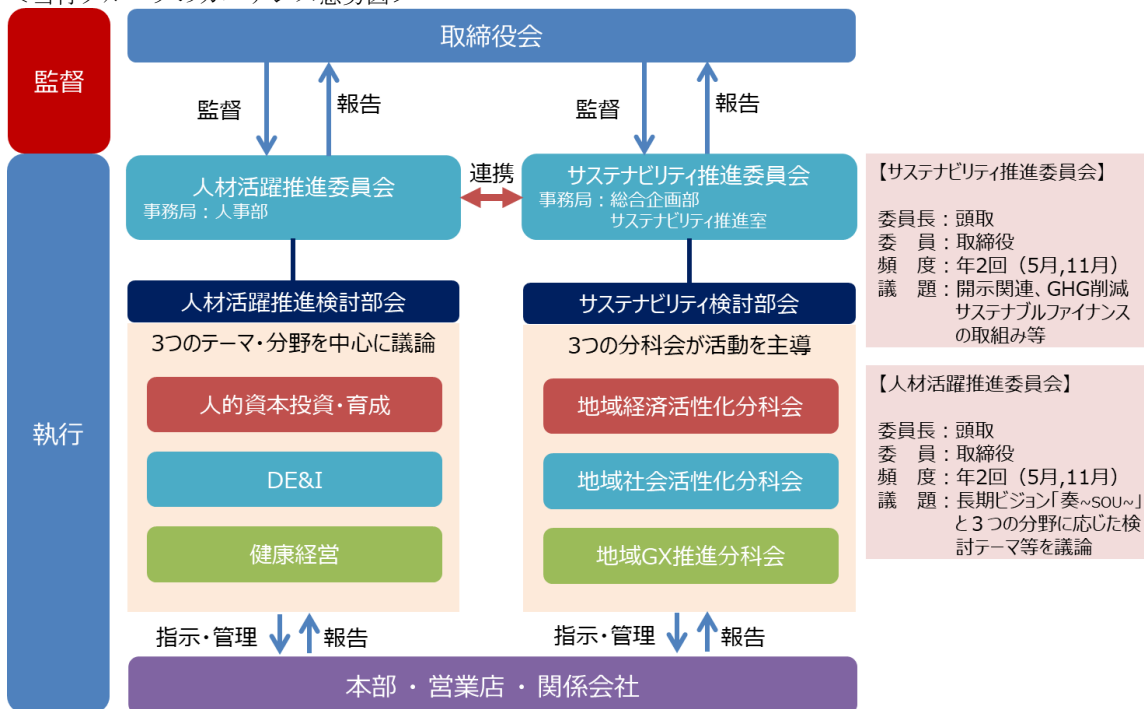 監督
取締役会
監督
報告
監督
報告
執行
人材活躍推進委員会
事務局：人事部
連携
サステナビリティ推進委員会
事務局：総合企画部
サステナビリティ推進室
人材活躍推進検討部会
3つのテーマ・分野を中心に議論
人的資本投資・育成
DE&I
健康経営
サステナビリティ検討部会
3つの分科会が活動を主導
地域経済活性化分科会
地域社会活性化分科会
地域GX推進分科会
指示・管理
報告
指示・管理
報告
本部 ・ 営業店 ・ 関係会社
【サステナビリティ推進委員会】
委員長：頭取
委　員：取締役
頻　度：年2回（5月,11月）
議　題：開示関連、GHG削減
サステナブルファイナンス
の取組み等
【人材活躍推進委員会】
委員長：頭取
委　員：取締役
頻　度：年2回（5月,11月）
議　題：長期ビジョン「奏~SOU~」
と３つの分野に応じた検
討テーマ等を議論